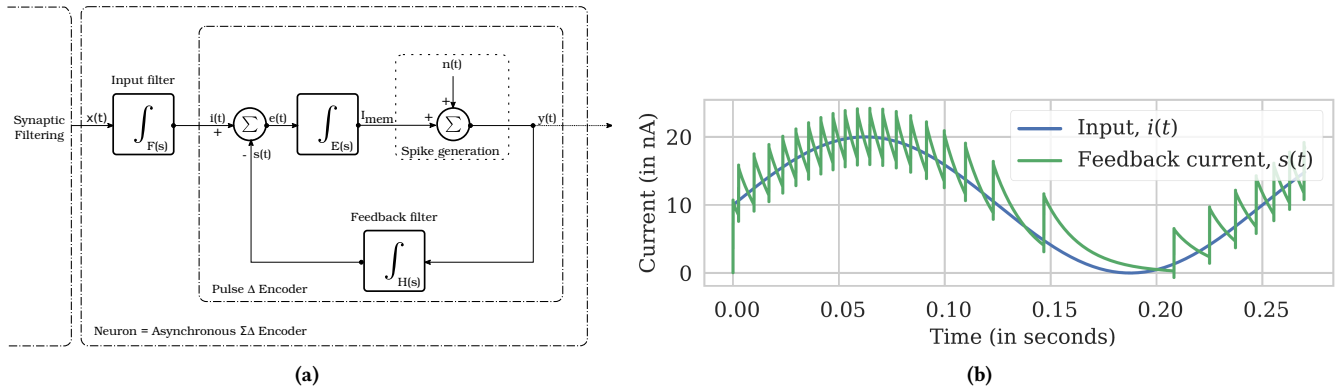 Synaptic
Filtering
x(t)
Input filter
∫
F(s)
i(t)
+
Σ
-
s(t)
e(t)
∫
E(s)
Imem
n(t)
+
+
Σ
Spike generation
y(t)
Feedback filter
∫
H(s)
Pulse Δ Encoder
Neuron = Asynchronous ΣΔ Encoder
(a)
Current (in nA)
20
10
0
Input, i(t)
Feedback current, s(t)
0.00 0.05 0.10 0.15 0.20 0.25
Time (in seconds)
(b)